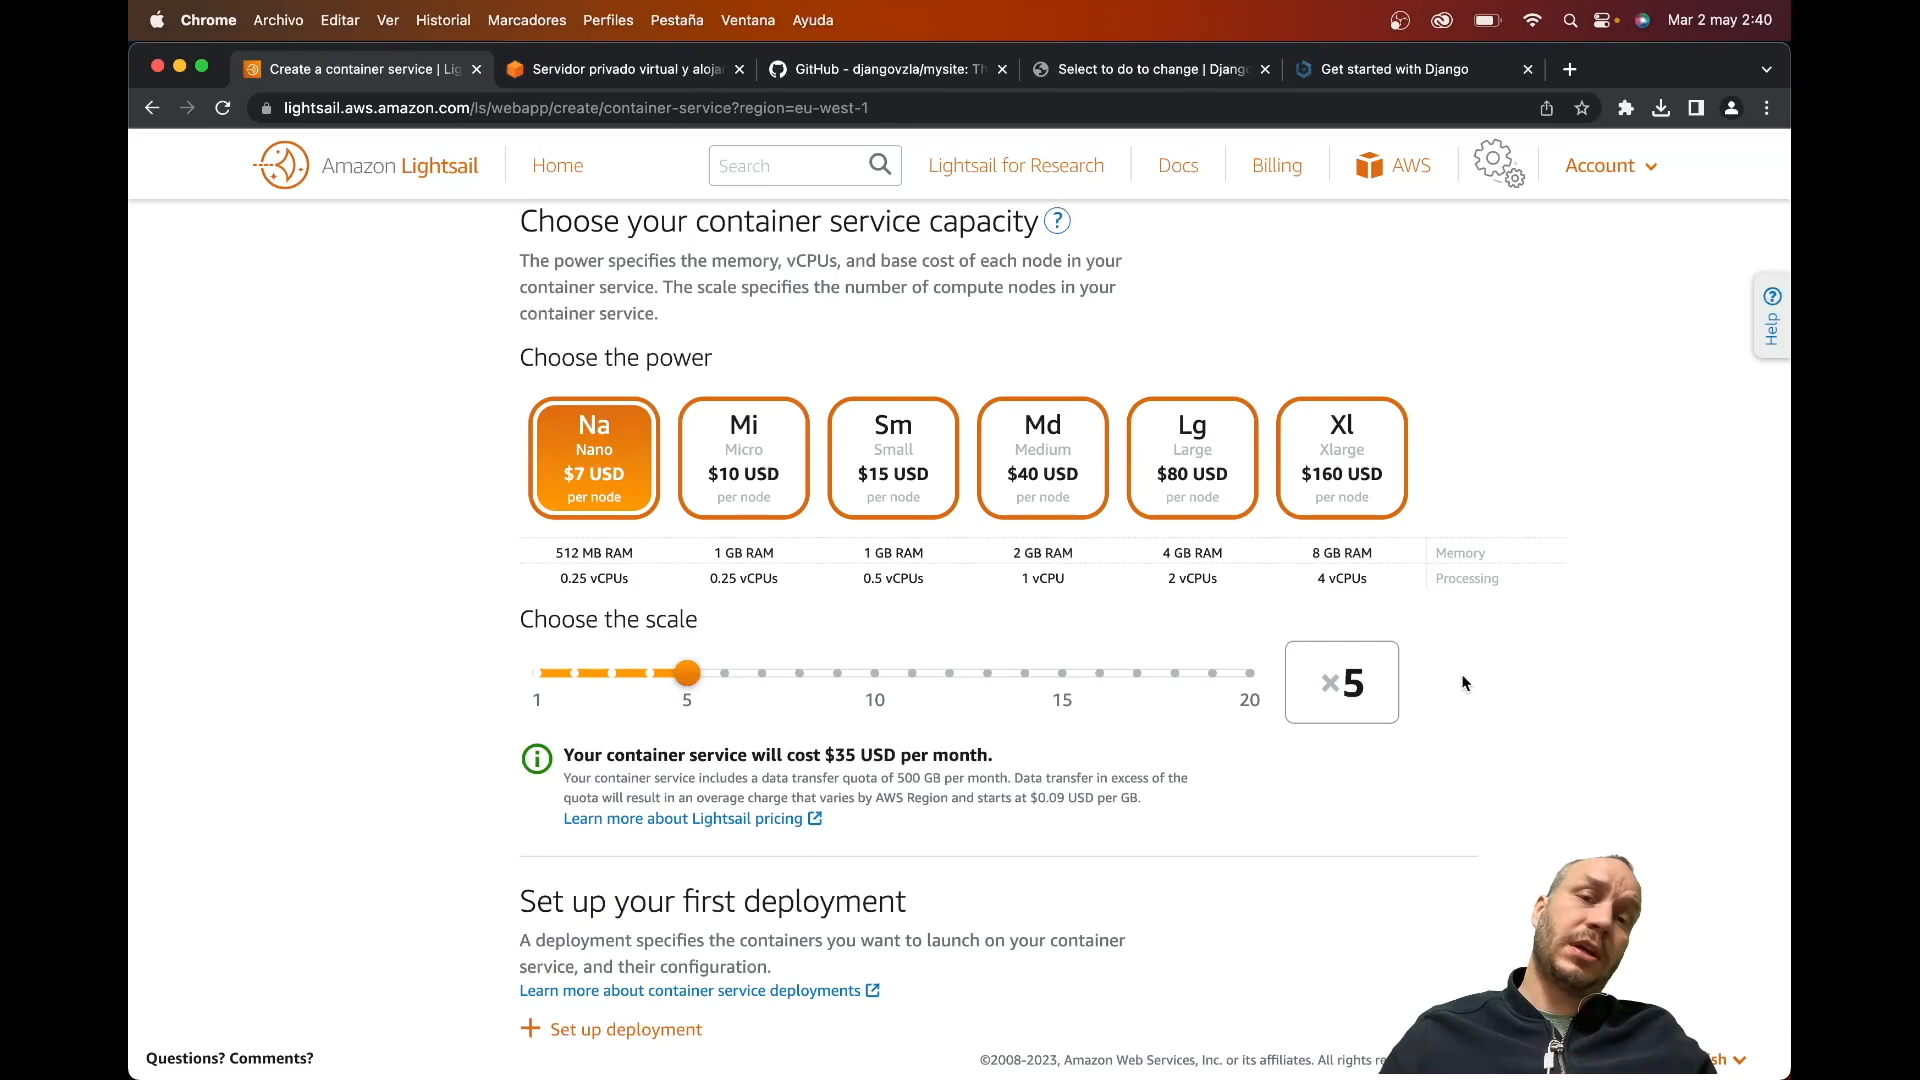 Chrome Archivo Editar Ver Historial Marcadores Perfiles Pestaña Ventana Ayuda Mar 2 may 2:40
Create a container service | Lig Servidor privado virtual y aloja GitHub - djangovzla/mysite: Th Select to do to change | Djang Get started with Django
lightsail.aws.amazon.com/ls/webapp/create/container-service?region=eu-west-1
Amazon Lightsail Home Search Lightsail for Research Docs Billing AWS Account
Choose your container service capacity ?
The power specifies the memory, vCPUs, and base cost of each node in your
container service. The scale specifies the number of compute nodes in your
container service.
? Help
Choose the power
Na Mi Sm Md Lg Xl
Nano Micro Small Medium Large Xlarge
$7 USD $10 USD $15 USD $40 USD $80 USD $160 USD
per node per node per node per node per node per node
512 MB RAM 1 GB RAM 1 GB RAM 2 GB RAM 4 GB RAM 8 GB RAM Memory
0.25 vCPUs 0.25 vCPUs 0.5 vCPUs 1 vCPU 2 vCPUs 4 vCPUs Processing
Choose the scale
×5
1 5 10 15 20
Your container service will cost $35 USD per month.
Your container service includes a data transfer quota of 500 GB per month. Data transfer in excess of the
quota will result in an overage charge that varies by AWS Region and starts at $0.09 USD per GB.
Learn more about Lightsail pricing
Set up your first deployment
A deployment specifies the containers you want to launch on your container
service, and their configuration.
Learn more about container service deployments
+ Set up deployment
Questions? Comments? ©2008-2023, Amazon Web Services, Inc. or its affiliates. All rights re sh